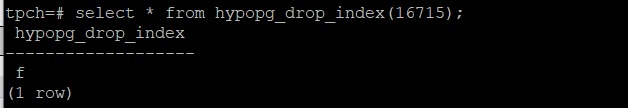 tpch=# select * from hypopg_drop_index(16715);
 hypopg_drop_index
-------------------
 f
(1 row)